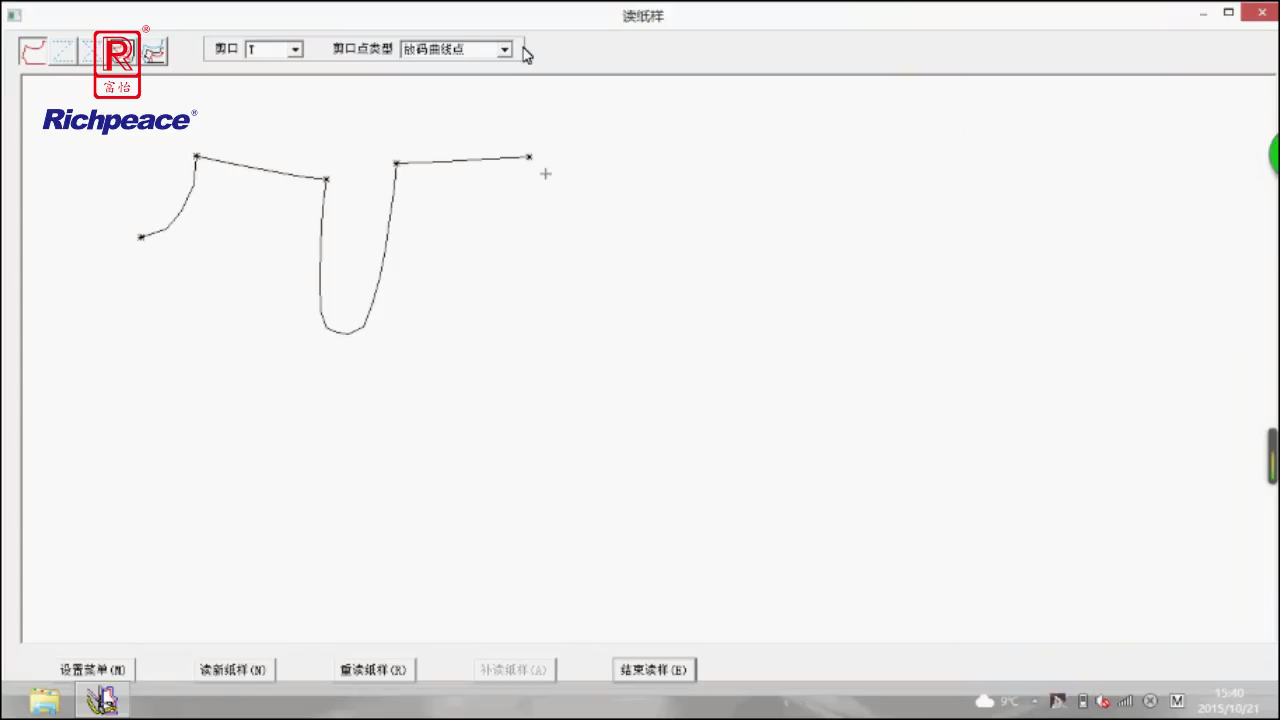 读纸样
剪口 T 剪口点类型 放码曲线点
R®
富怡
Richpeace®
设置菜单(M) 读新纸样(N) 重读纸样(R) 补读纸样(A) 结束读样(E)
9℃ M 15:40
2015/10/21